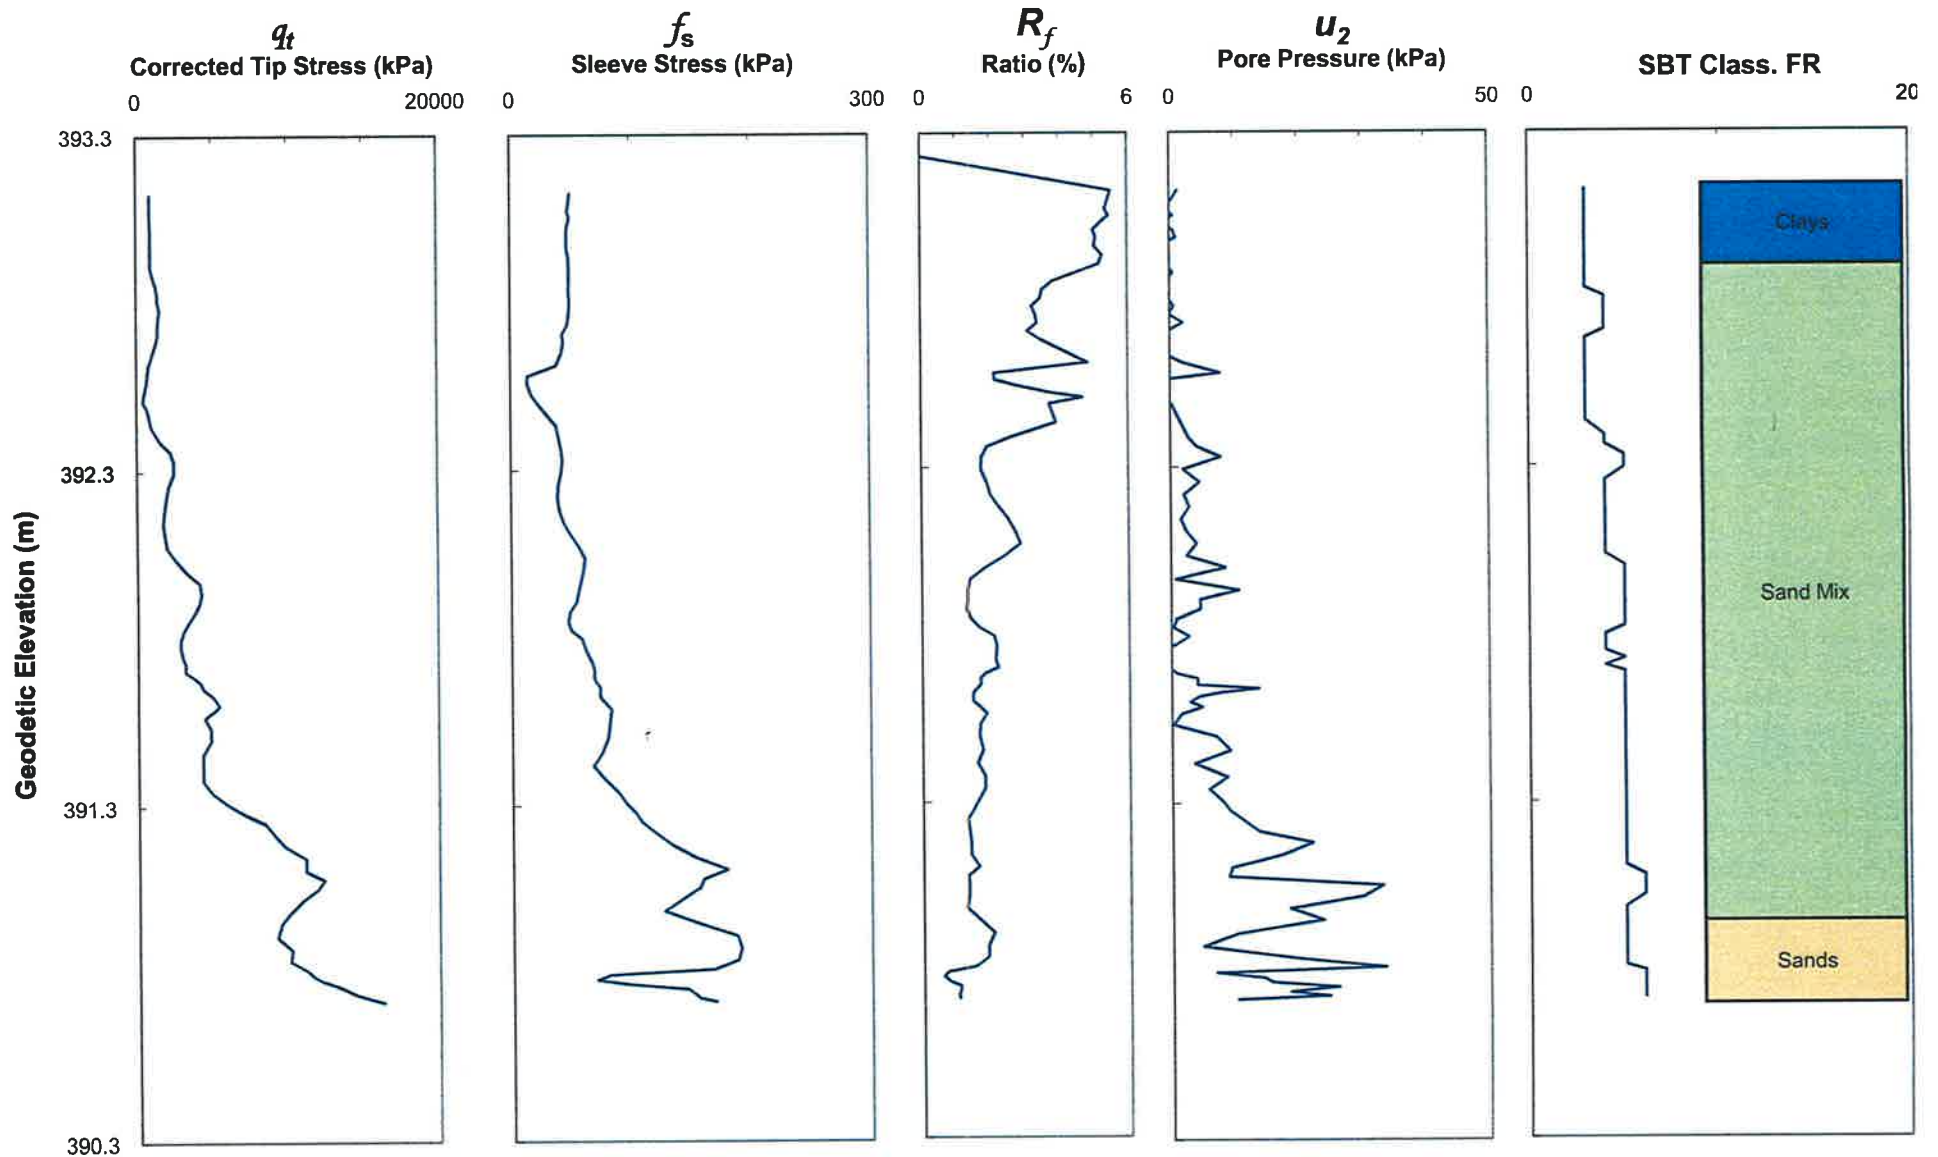 qt
Corrected Tip Stress (kPa)
0 20000
fs
Sleeve Stress (kPa)
0 300
Rf
Ratio (%)
0 6
u2
Pore Pressure (kPa)
0 50
SBT Class. FR
0 20
Geodetic Elevation (m)
393.3
392.3
391.3
390.3
Clays
Sand Mix
Sands